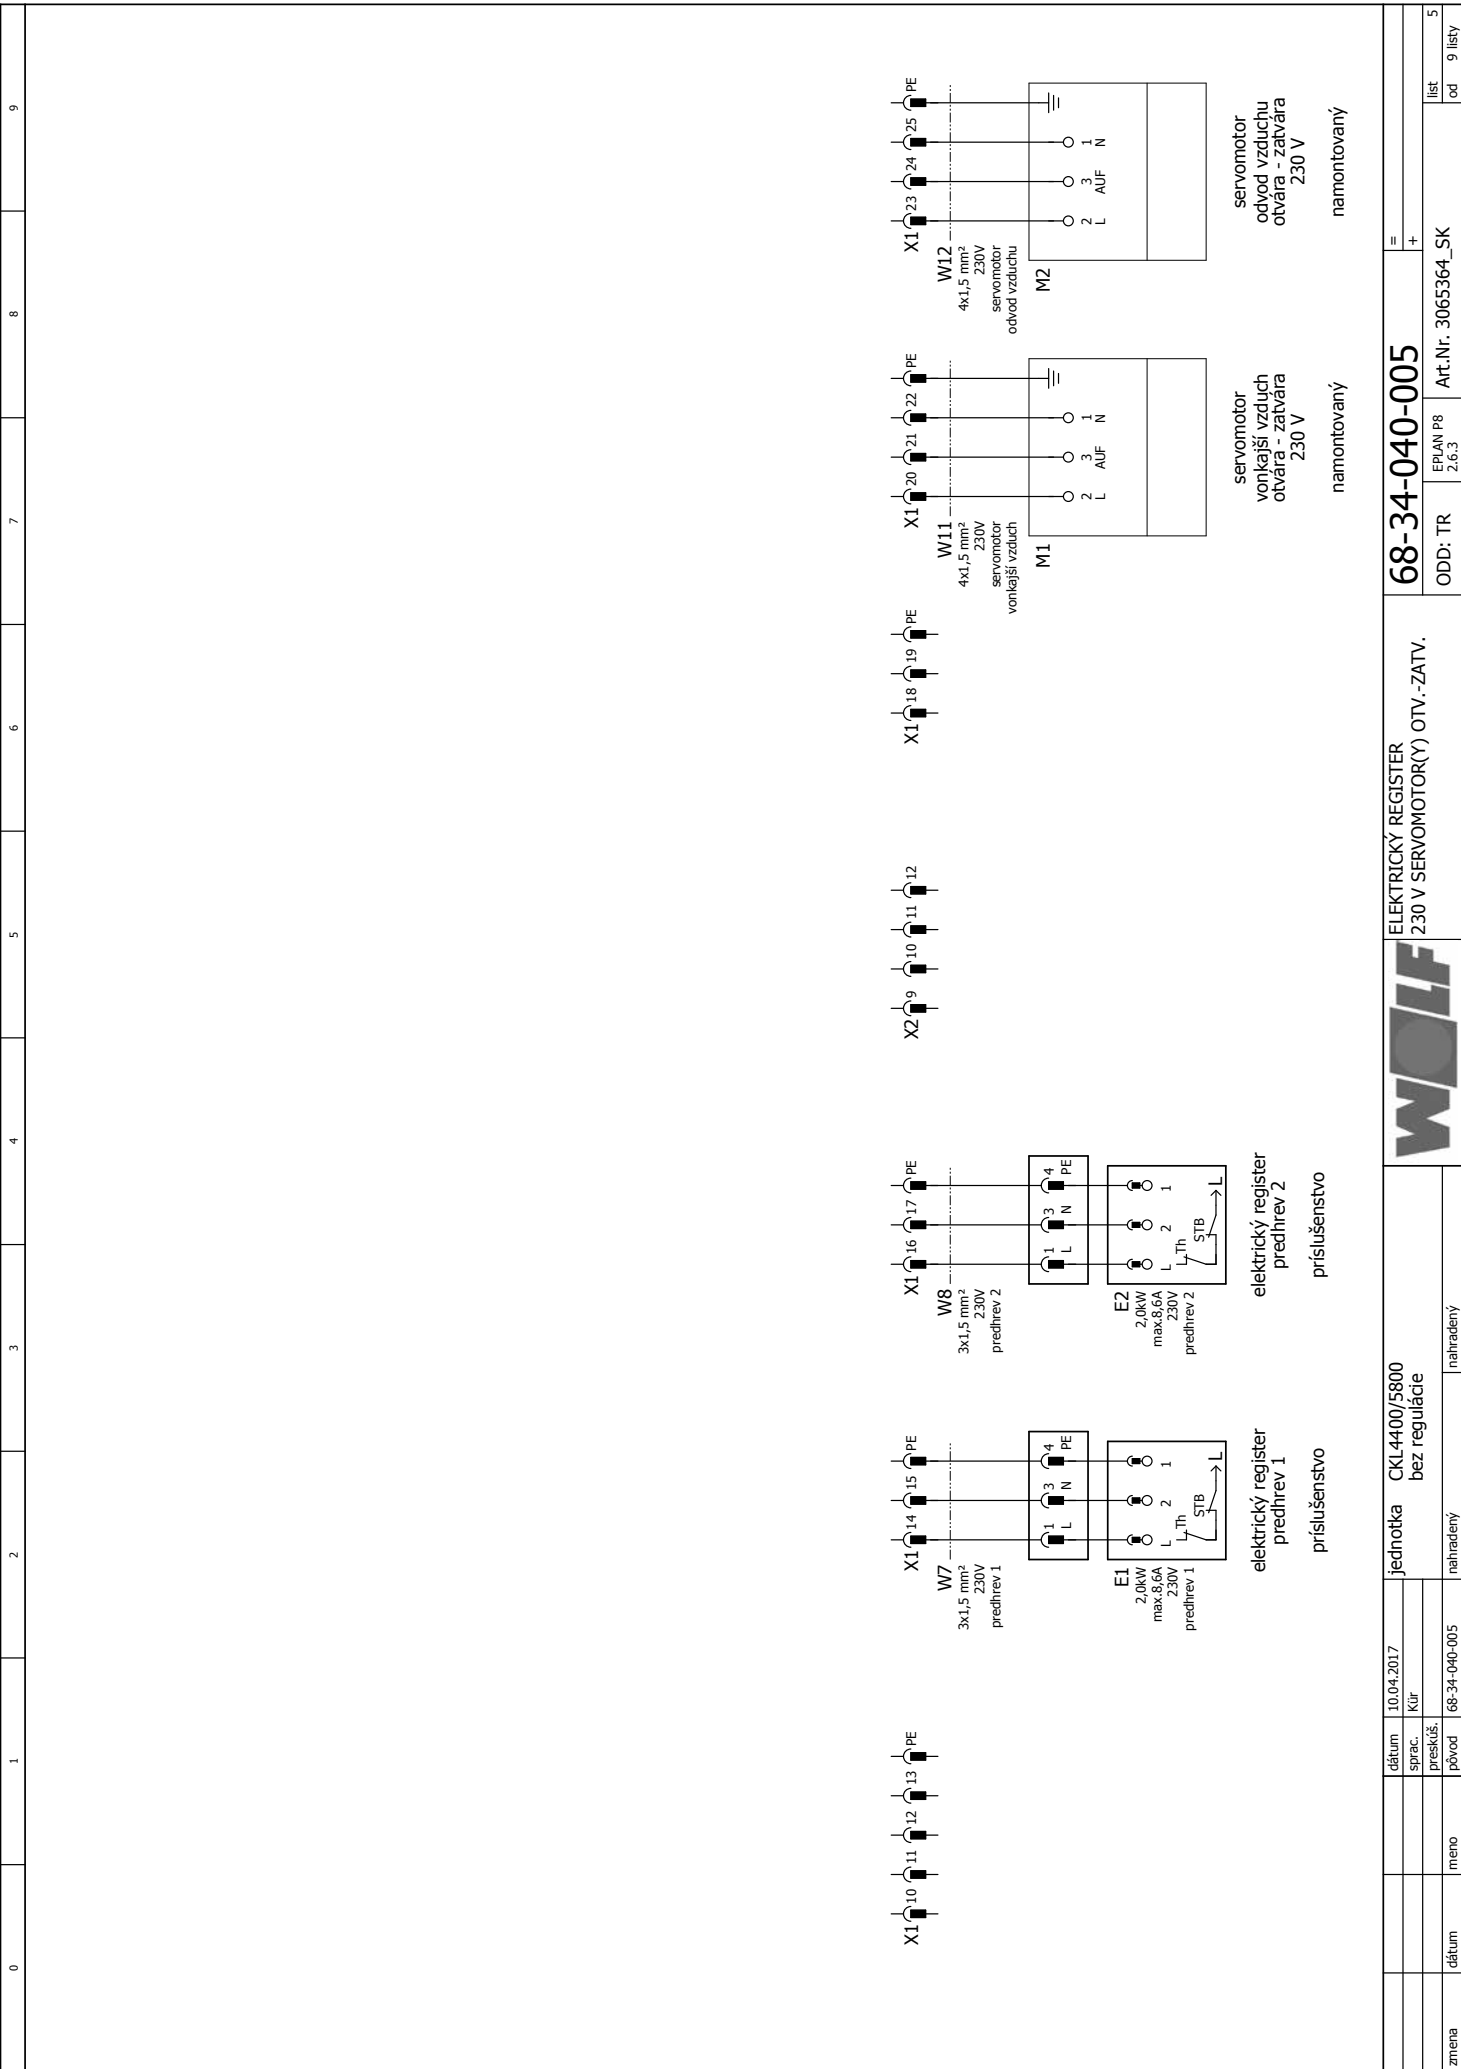 0 1 2 3 4 5 6 7 8 9
X1 10 11 12 13 PE
X1 14 15 PE
W7
3x1,5 mm²
230V
predhrev 1
1 3 4
L N PE
E1
2,0kW
max.8,6A
230V
predhrev 1
L 2 1
Th
STB
L
elektrický register
predhrev 1
príslušenstvo
X1 16 17 PE
W8
3x1,5 mm²
230V
predhrev 2
1 3 4
L N PE
E2
2,0kW
max.8,6A
230V
predhrev 2
L 2 1
Th
STB
L
elektrický register
predhrev 2
príslušenstvo
X2 9 10 11 12
X1 18 19 PE
X1 20 21 22 PE
W11
4x1,5 mm²
230V
servomotor
vonkajší vzduch
M1
2 3 1
L AUF N
servomotor
vonkajší vzduch
otvára - zatvára
230 V
namontovaný
X1 23 24 25 PE
W12
4x1,5 mm²
230V
servomotor
odvod vzduchu
M2
2 3 1
L AUF N
servomotor
odvod vzduchu
otvára - zatvára
230 V
namontovaný
zmena dátum meno
dátum 10.04.2017
sprac. Kür
preskúš.
pôvod 68-34-040-005
jednotka CKL4400/5800
bez regulácie
nahradený nahradený
WOLF
ELEKTRICKÝ REGISTER
230 V SERVOMOTOR(Y) OTV.-ZATV.
68-34-040-005
=
+
ODD: TR
EPLAN P8
2.6.3
Art.Nr. 3065364_SK
list 5
od 9 listy